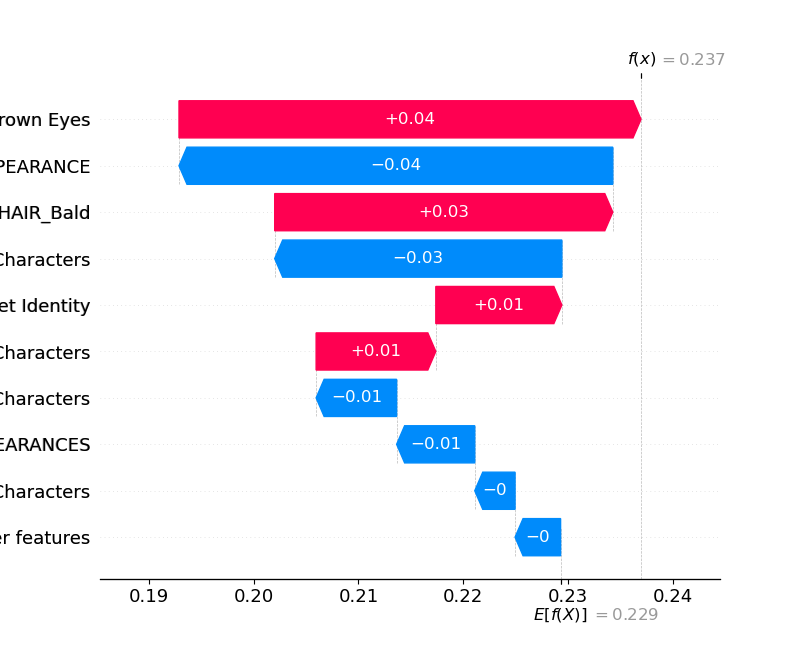 f(x) = 0.237
rown Eyes +0.04
PEARANCE −0.04
HAIR_Bald +0.03
Characters −0.03
et Identity +0.01
Characters +0.01
Characters −0.01
EARANCES −0.01
Characters −0
er features −0
0.19 0.20 0.21 0.22 0.23 0.24
E[f(X)] = 0.229